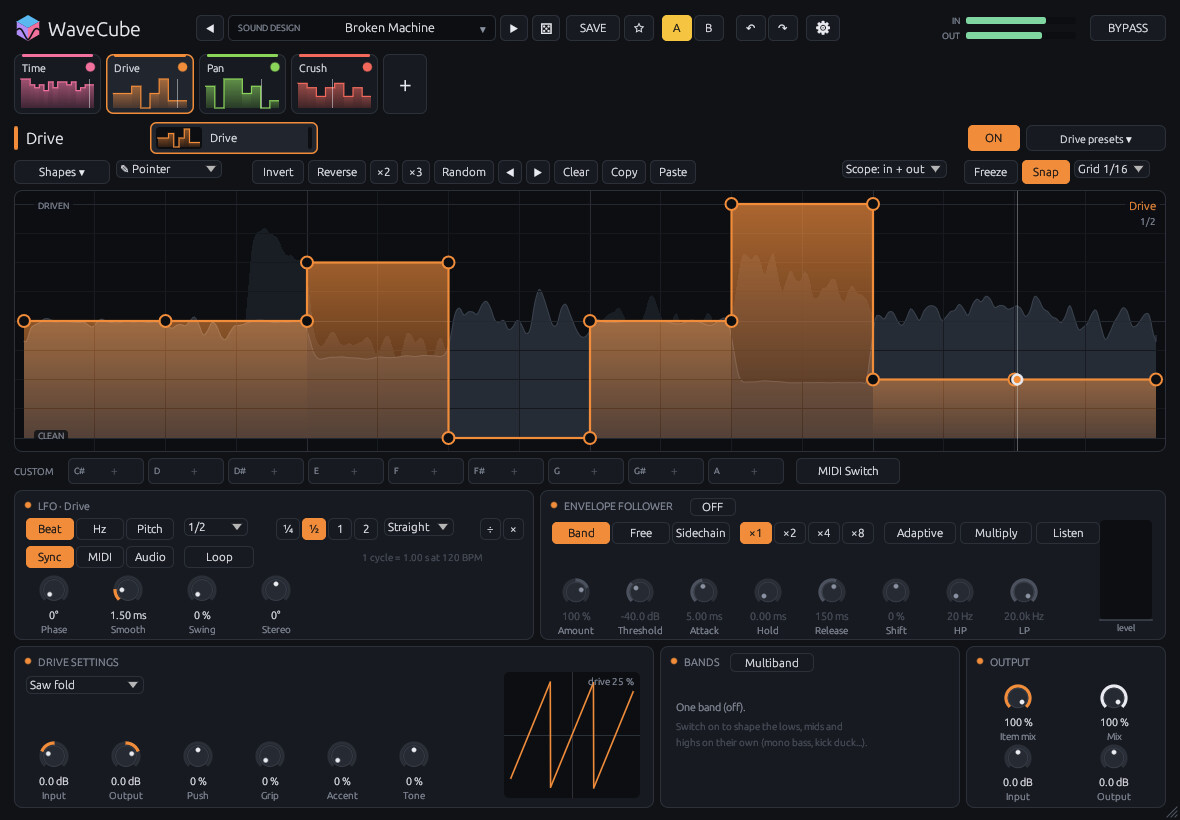 WaveCube
◀ SOUND DESIGN Broken Machine ▼ ▶ SAVE ☆ A B ↶ ↷ IN OUT BYPASS
Time Drive Pan Crush +
Drive Drive ON Drive presets ▾
Shapes ▾ ✎ Pointer ▼ Invert Reverse ×2 ×3 Random ◀ ▶ Clear Copy Paste Scope: in + out ▼ Freeze Snap Grid 1/16 ▼
DRIVEN Drive
1/2
CLEAN
CUSTOM C# + D + D# + E + F + F# + G + G# + A + MIDI Switch
LFO · Drive
Beat Hz Pitch 1/2 ▼ ¼ ½ 1 2 Straight ▼ ÷ ×
Sync MIDI Audio Loop 1 cycle = 1.00 s at 120 BPM
0° 1.50 ms 0 % 0°
Phase Smooth Swing Stereo
ENVELOPE FOLLOWER OFF
Band Free Sidechain ×1 ×2 ×4 ×8 Adaptive Multiply Listen
100 % -40.0 dB 5.00 ms 0.00 ms 150 ms 0 % 20 Hz 20.0k Hz
Amount Threshold Attack Hold Release Shift HP LP level
DRIVE SETTINGS
Saw fold ▼ drive 25 %
0.0 dB 0.0 dB 0 % 0 % 0 % 0 %
Input Output Push Grip Accent Tone
BANDS Multiband
One band (off).
Switch on to shape the lows, mids and
highs on their own (mono bass, kick duck...).
OUTPUT
100 % 100 %
Item mix Mix
0.0 dB 0.0 dB
Input Output